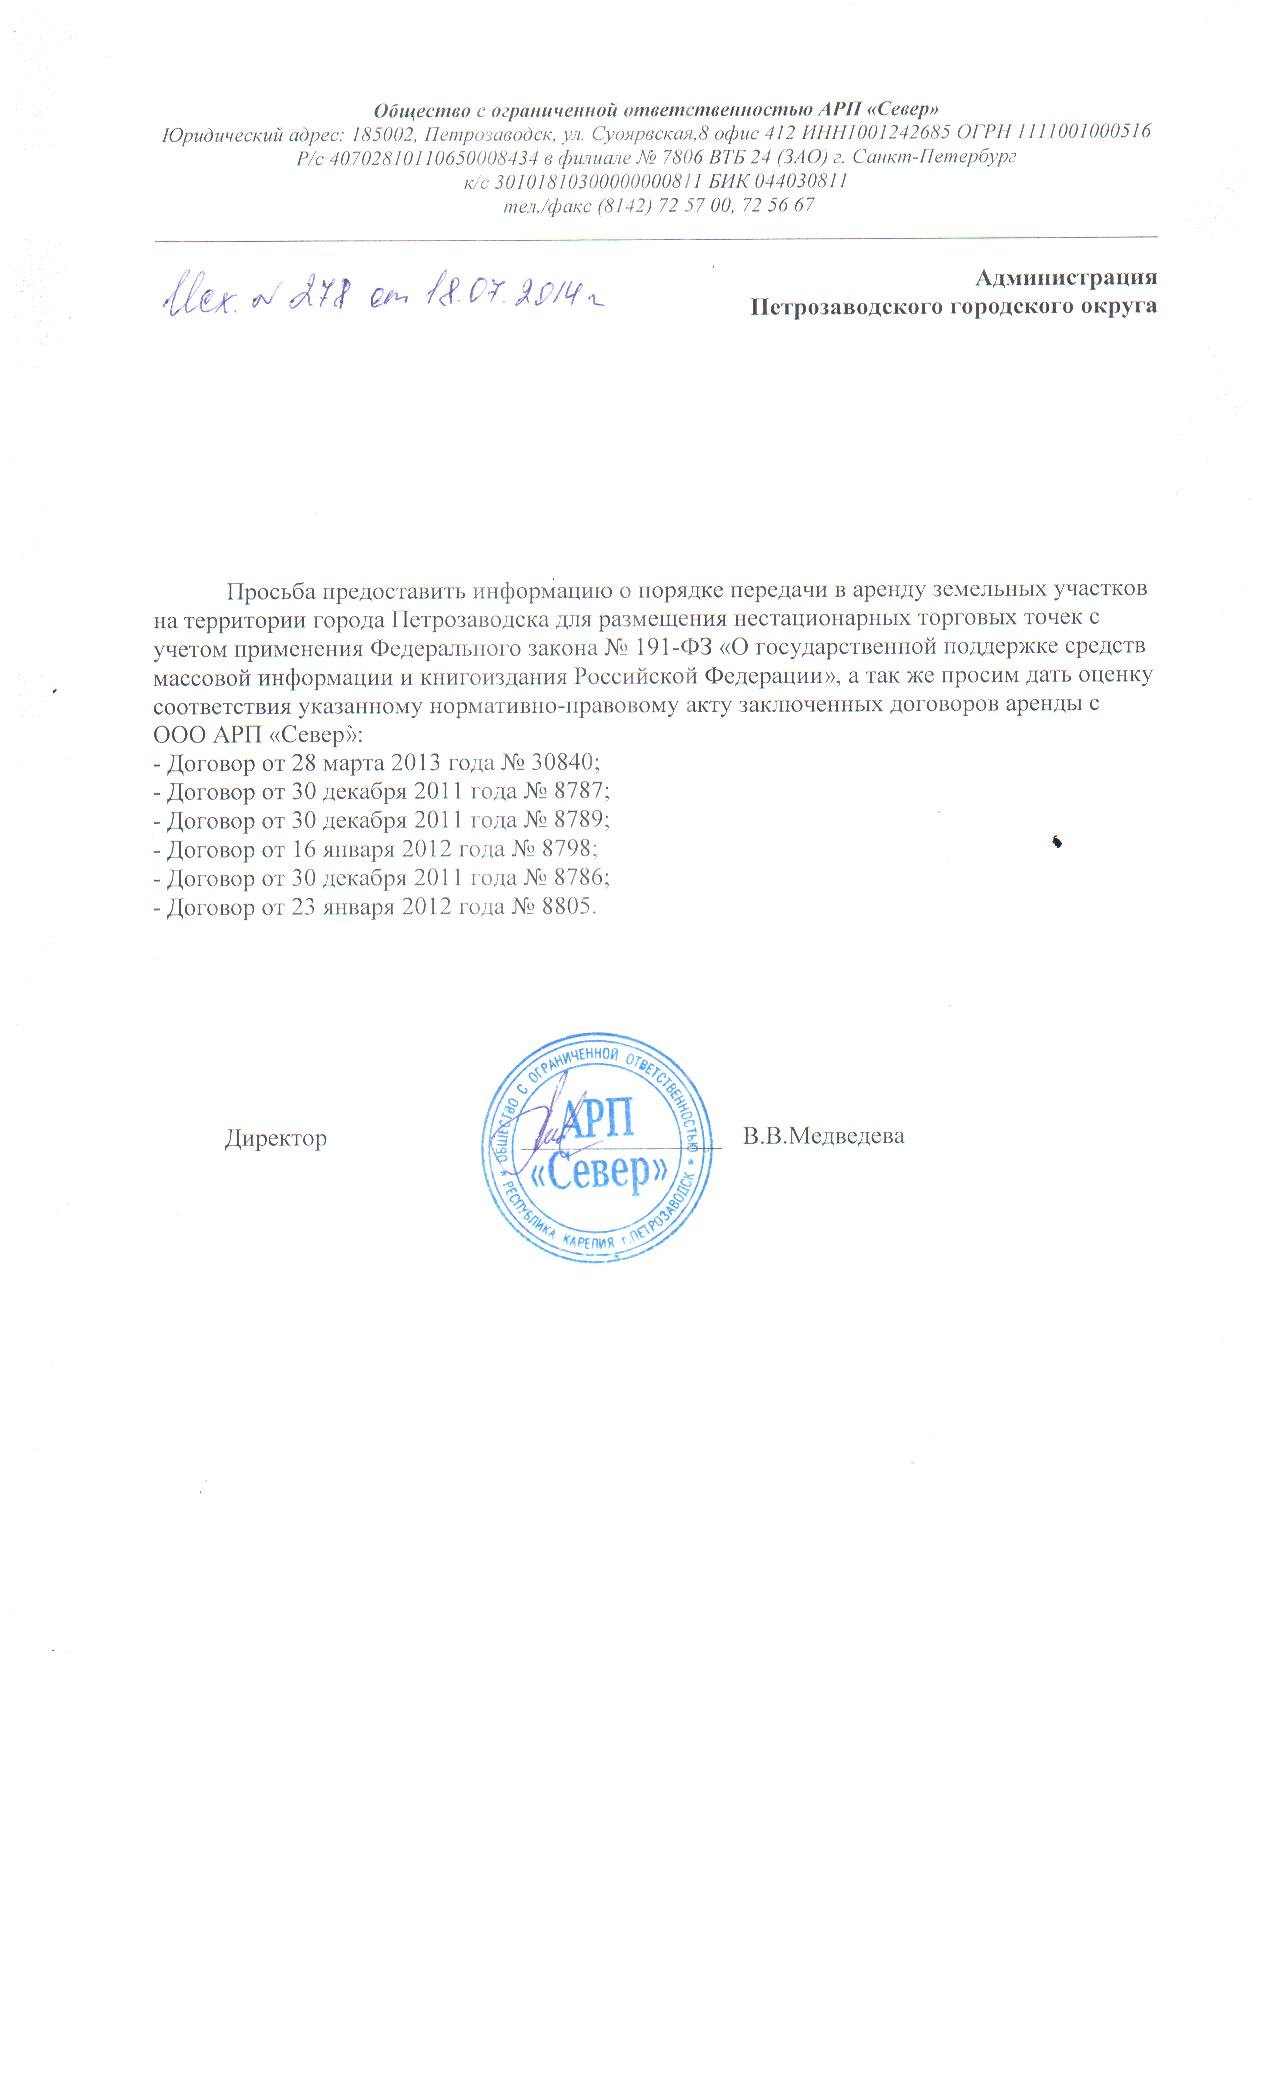 Общество с ограниченной ответственностью АРП «Север»
Юридический адрес: 185002, Петрозаводск, ул. Суоярвская,8 офис 412 ИНН1001242685 ОГРН 1111001000516
Р/с 40702810110650008434 в филиале № 7806 ВТБ 24 (ЗАО) г. Санкт-Петербург
к/с 30101810300000000811 БИК 044030811
тел./факс (8142) 72 57 00, 72 56 67
Исх. N 278 от 18.07.2014 г
Администрация
Петрозаводского городского округа
Просьба предоставить информацию о порядке передачи в аренду земельных участков
на территории города Петрозаводска для размещения нестационарных торговых точек с
учетом применения Федерального закона № 191-ФЗ «О государственной поддержке средств
массовой информации и книгоиздания Российской Федерации», а так же просим дать оценку
соответствия указанному нормативно-правовому акту заключенных договоров аренды с
ООО АРП «Север»:
- Договор от 28 марта 2013 года № 30840;
- Договор от 30 декабря 2011 года № 8787;
- Договор от 30 декабря 2011 года № 8789;
- Договор от 16 января 2012 года № 8798;
- Договор от 30 декабря 2011 года № 8786;
- Договор от 23 января 2012 года № 8805.
Директор
В.В.Медведева
ОБЩЕСТВО С ОГРАНИЧЕННОЙ ОТВЕТСТВЕННОСТЬЮ
АРП
«Север»
* РЕСПУБЛИКА КАРЕЛИЯ г.ПЕТРОЗАВОДСК *